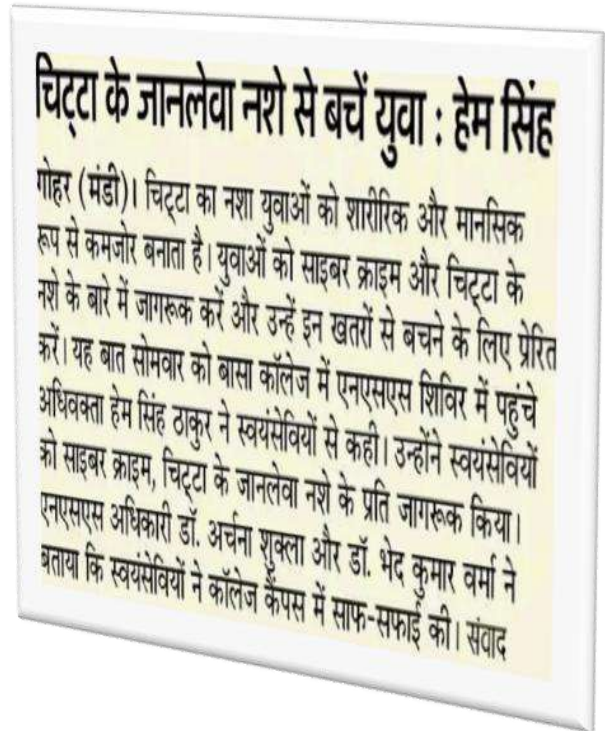 चिट्टा के जानलेवा नशे से बचें युवा : हेम सिंह
गोहर (मंडी)। चिट्टा का नशा युवाओं को शारीरिक और मानसिक
रूप से कमजोर बनाता है। युवाओं को साइबर क्राइम और चिट्टा के
नशे के बारे में जागरूक करें और उन्हें इन खतरों से बचने के लिए प्रेरित
करें। यह बात सोमवार को बासा कॉलेज में एनएसएस शिविर में पहुंचे
अधिवक्ता हेम सिंह ठाकुर ने स्वयंसेवियों से कही। उन्होंने स्वयंसेवियों
को साइबर क्राइम, चिट्टा के जानलेवा नशे के प्रति जागरूक किया।
एनएसएस अधिकारी डॉ. अर्चना शुक्ला और डॉ. भेद कुमार वर्मा ने
बताया कि स्वयंसेवियों ने कॉलेज कैंपस में साफ-सफाई की। संवाद